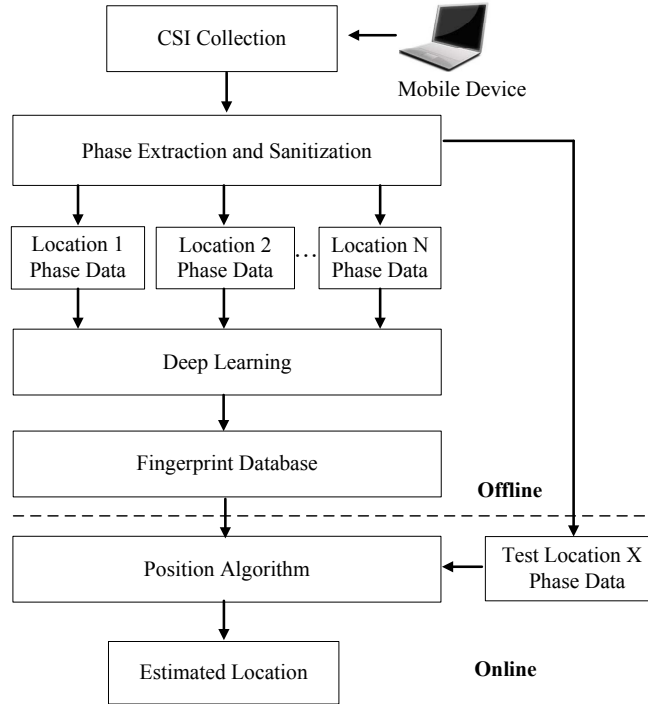 CSI Collection
Mobile Device
Phase Extraction and Sanitization
Location 1
Phase Data
Location 2
Phase Data
...
Location N
Phase Data
Deep Learning
Fingerprint Database
Offline
Position Algorithm
Test Location X
Phase Data
Estimated Location
Online